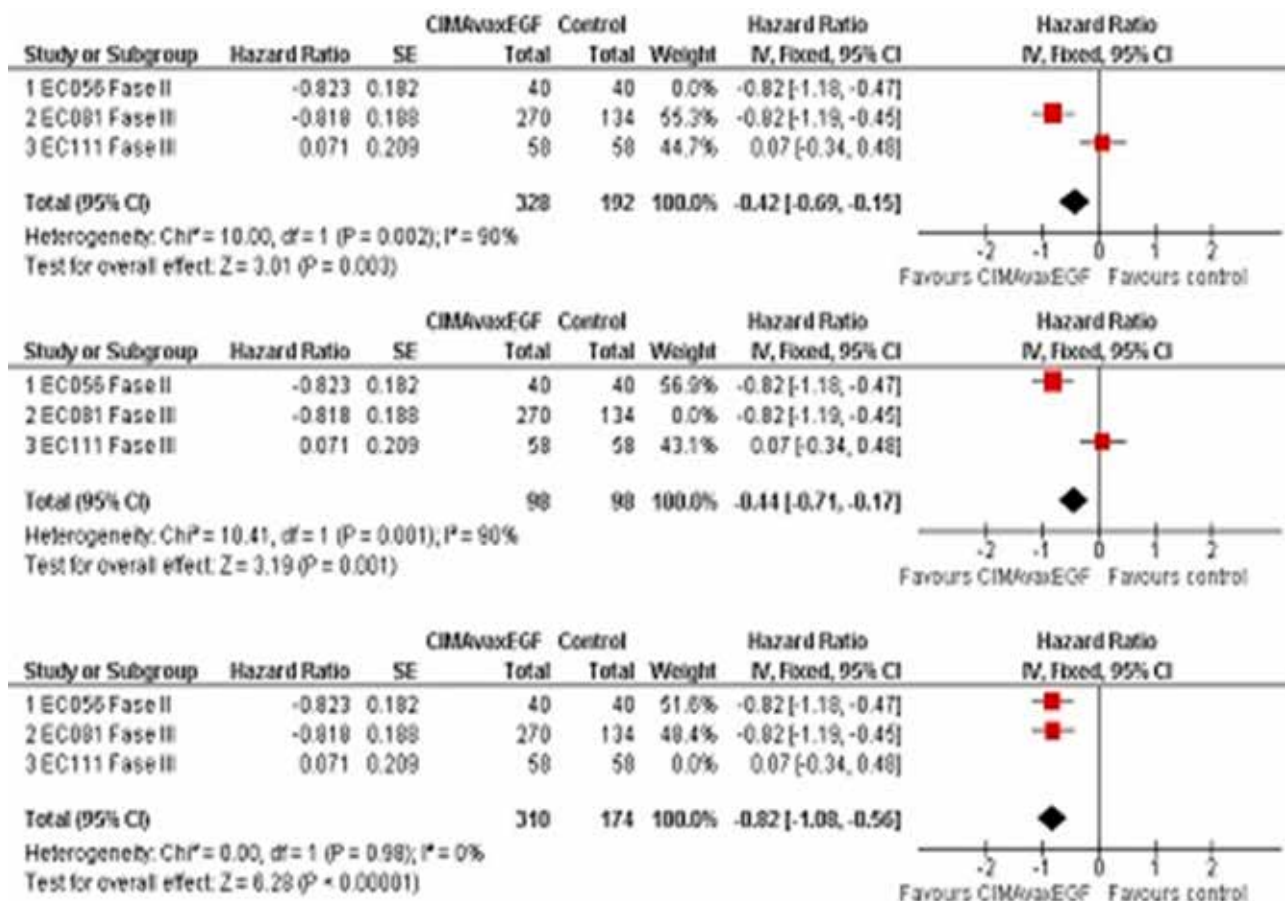 CIMAvaxEGF Control Hazard Ratio Hazard Ratio
Study or Subgroup Hazard Ratio SE Total Total Weight IV, Fixed, 95% CI IV, Fixed, 95% CI
1 EC056 Fase II -0.823 0.182 40 40 0.0% -0.82 [-1.18, -0.47]
2 EC081 Fase III -0.818 0.188 270 134 55.3% -0.82 [-1.19, -0.45]
3 EC111 Fase III 0.071 0.209 58 58 44.7% 0.07 [-0.34, 0.48]
Total (95% CI) 328 192 100.0% -0.42 [-0.69, -0.15]
Heterogeneity: Chi² = 10.00, df = 1 (P = 0.002); I² = 90%
Test for overall effect: Z = 3.01 (P = 0.003)
-2 -1 0 1 2
Favours CIMAvaxEGF Favours control
CIMAvaxEGF Control Hazard Ratio Hazard Ratio
Study or Subgroup Hazard Ratio SE Total Total Weight IV, Fixed, 95% CI IV, Fixed, 95% CI
1 EC056 Fase II -0.823 0.182 40 40 56.9% -0.82 [-1.18, -0.47]
2 EC081 Fase III -0.818 0.188 270 134 0.0% -0.82 [-1.19, -0.45]
3 EC111 Fase III 0.071 0.209 58 58 43.1% 0.07 [-0.34, 0.48]
Total (95% CI) 98 98 100.0% -0.44 [-0.71, -0.17]
Heterogeneity: Chi² = 10.41, df = 1 (P = 0.001); I² = 90%
Test for overall effect: Z = 3.19 (P = 0.001)
-2 -1 0 1 2
Favours CIMAvaxEGF Favours control
CIMAvaxEGF Control Hazard Ratio Hazard Ratio
Study or Subgroup Hazard Ratio SE Total Total Weight IV, Fixed, 95% CI IV, Fixed, 95% CI
1 EC056 Fase II -0.823 0.182 40 40 51.6% -0.82 [-1.18, -0.47]
2 EC081 Fase III -0.818 0.188 270 134 48.4% -0.82 [-1.19, -0.45]
3 EC111 Fase III 0.071 0.209 58 58 0.0% 0.07 [-0.34, 0.48]
Total (95% CI) 310 174 100.0% -0.82 [-1.08, -0.56]
Heterogeneity: Chi² = 0.00, df = 1 (P = 0.98); I² = 0%
Test for overall effect: Z = 6.28 (P < 0.00001)
-2 -1 0 1 2
Favours CIMAvaxEGF Favours control